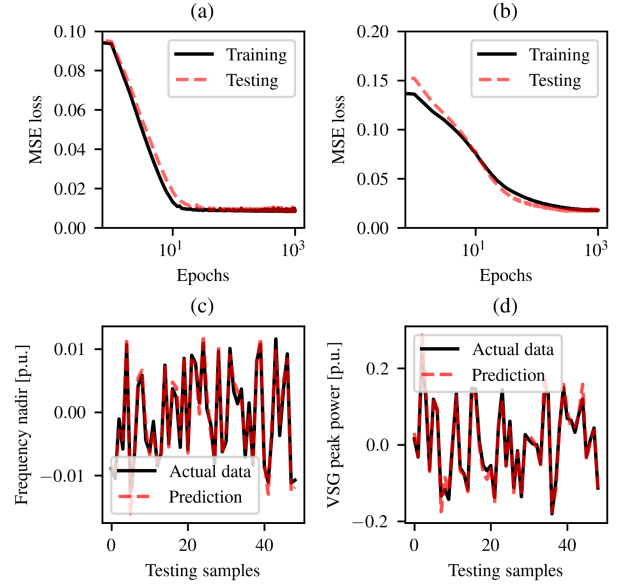 (a)
MSE loss
0.10
0.08
0.06
0.04
0.02
0.00
Training
Testing
10¹
10³
Epochs
(b)
MSE loss
0.20
0.15
0.10
0.05
0.00
Training
Testing
10¹
10³
Epochs
(c)
Frequency nadir [p.u.]
0.01
0.00
−0.01
Actual data
Prediction
0
20
40
Testing samples
(d)
VSG peak power [p.u.]
0.2
0.0
−0.2
Actual data
Prediction
0
20
40
Testing samples